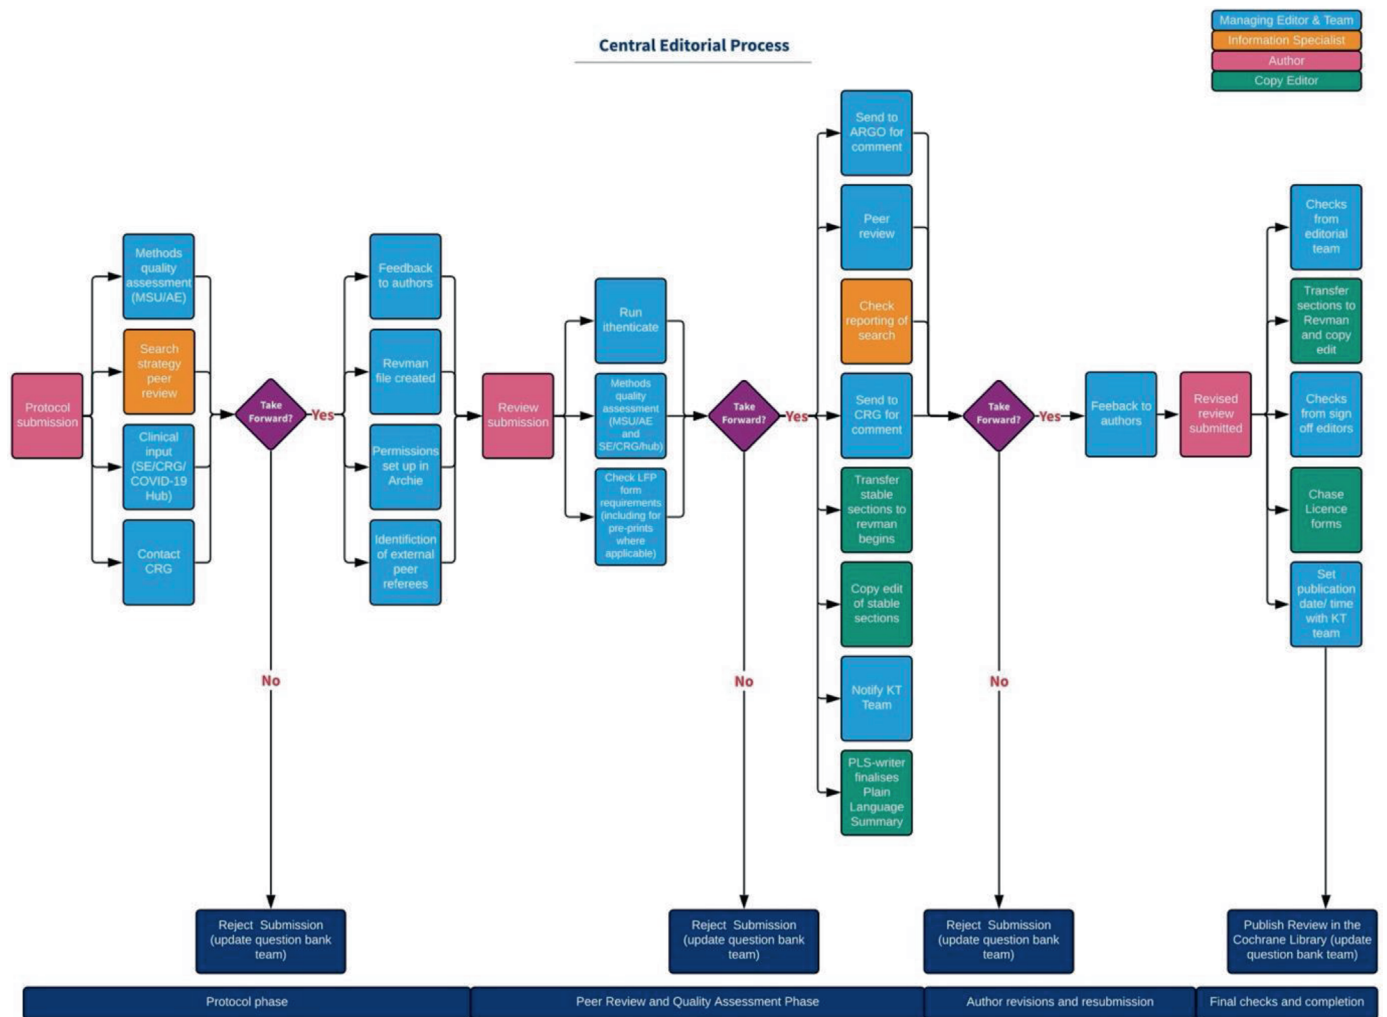 Central Editorial Process
Managing Editor & Team
Information Specialist
Author
Copy Editor
Protocol
submission
Methods
quality
assessment
(MSU/AE)
Search
strategy
peer
review
Clinical
input
(SE/CRG/
COVID-19
Hub)
Contact
CRG
Take
Forward?
Yes
No
Feedback
to authors
Revman
file created
Permissions
set up in
Archie
Identifiction
of external
peer
referees
Review
submission
Run
ithenticate
Methods
quality
assessment
(MSU/AE
and
SE/CRG/hub)
Check LFP
form
requirements
(including for
pre-prints
where
applicable)
Take
Forward?
Yes
No
Send to
ARGO for
comment
Peer
review
Check
reporting of
search
Send to
CRG for
comment
Transfer
stable
sections to
revman
begins
Copy edit
of stable
sections
Notify KT
Team
PLS-writer
finalises
Plain
Language
Summary
Take
Forward?
Yes
No
Feeback to
authors
Revised
review
submitted
Checks
from
editorial
team
Transfer
sections to
Revman
and copy
edit
Checks
from sign
off editors
Chase
Licence
forms
Set
publication
date/ time
with KT
team
Reject  Submission
(update question bank
team)
Reject  Submission
(update question bank
team)
Reject  Submission
(update question bank
team)
Publish Review in the
Cochrane Library (update
question bank team)
Protocol phase
Peer Review and Quality Assessment Phase
Author revisions and resubmission
Final checks and completion